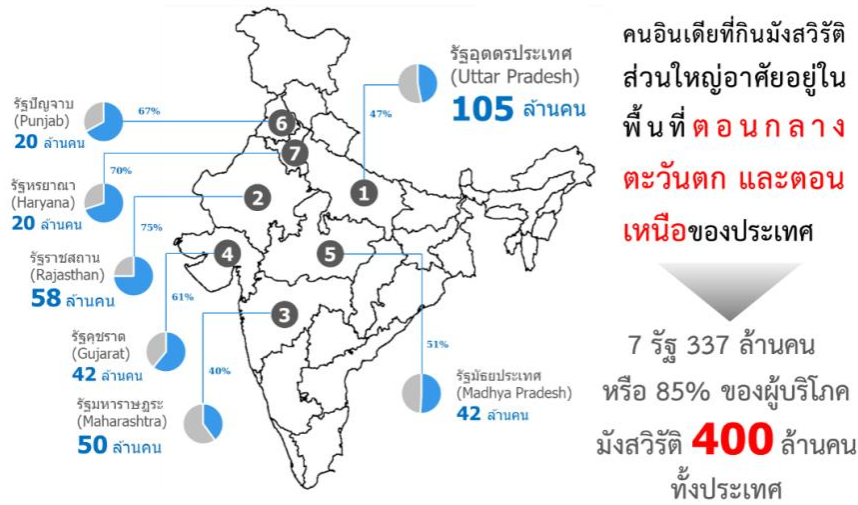 รัฐอุตตรประเทศ
(Uttar Pradesh)
105 ล้านคน
47%
รัฐปัญจาบ
(Punjab)
20 ล้านคน
67%
รัฐหรยาณา
(Haryana)
20 ล้านคน
70%
รัฐราชสถาน
(Rajasthan)
58 ล้านคน
75%
รัฐคุชราต
(Gujarat)
42 ล้านคน
61%
รัฐมหาราษฎระ
(Maharashtra)
50 ล้านคน
40%
รัฐมัธยประเทศ
(Madhya Pradesh)
42 ล้านคน
51%
6
7
2
1
4
5
3
คนอินเดียที่กินมังสวิรัติ
ส่วนใหญ่อาศัยอยู่ใน
พื้นที่ตอนกลาง
ตะวันตก และตอน
เหนือของประเทศ
7 รัฐ 337 ล้านคน
หรือ 85% ของผู้บริโภค
มังสวิรัติ 400 ล้านคน
ทั้งประเทศ